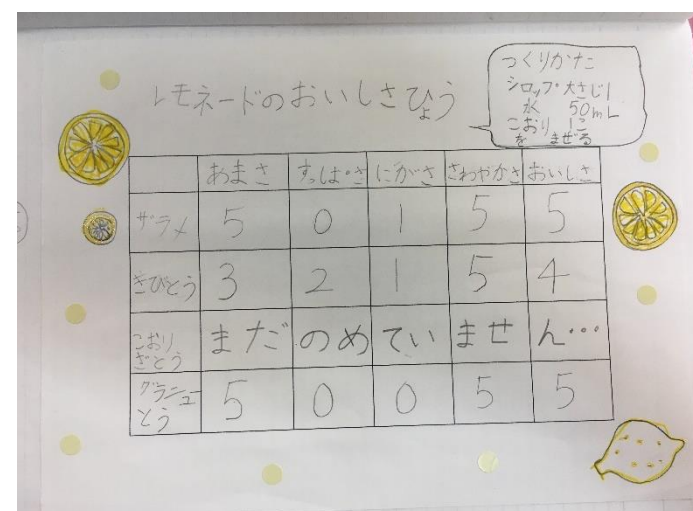 レモネードのおいしさひょう
つくりかた
シロップ・大さじ1
水 50mL
こおり 1こ
を まぜる
あまさ すっぱさ にがさ さわやかさ おいしさ
ザラメ 5 0 1 5 5
きびとう 3 2 1 5 4
こおりざとう まだのめていません…
グラニューとう 5 0 0 5 5